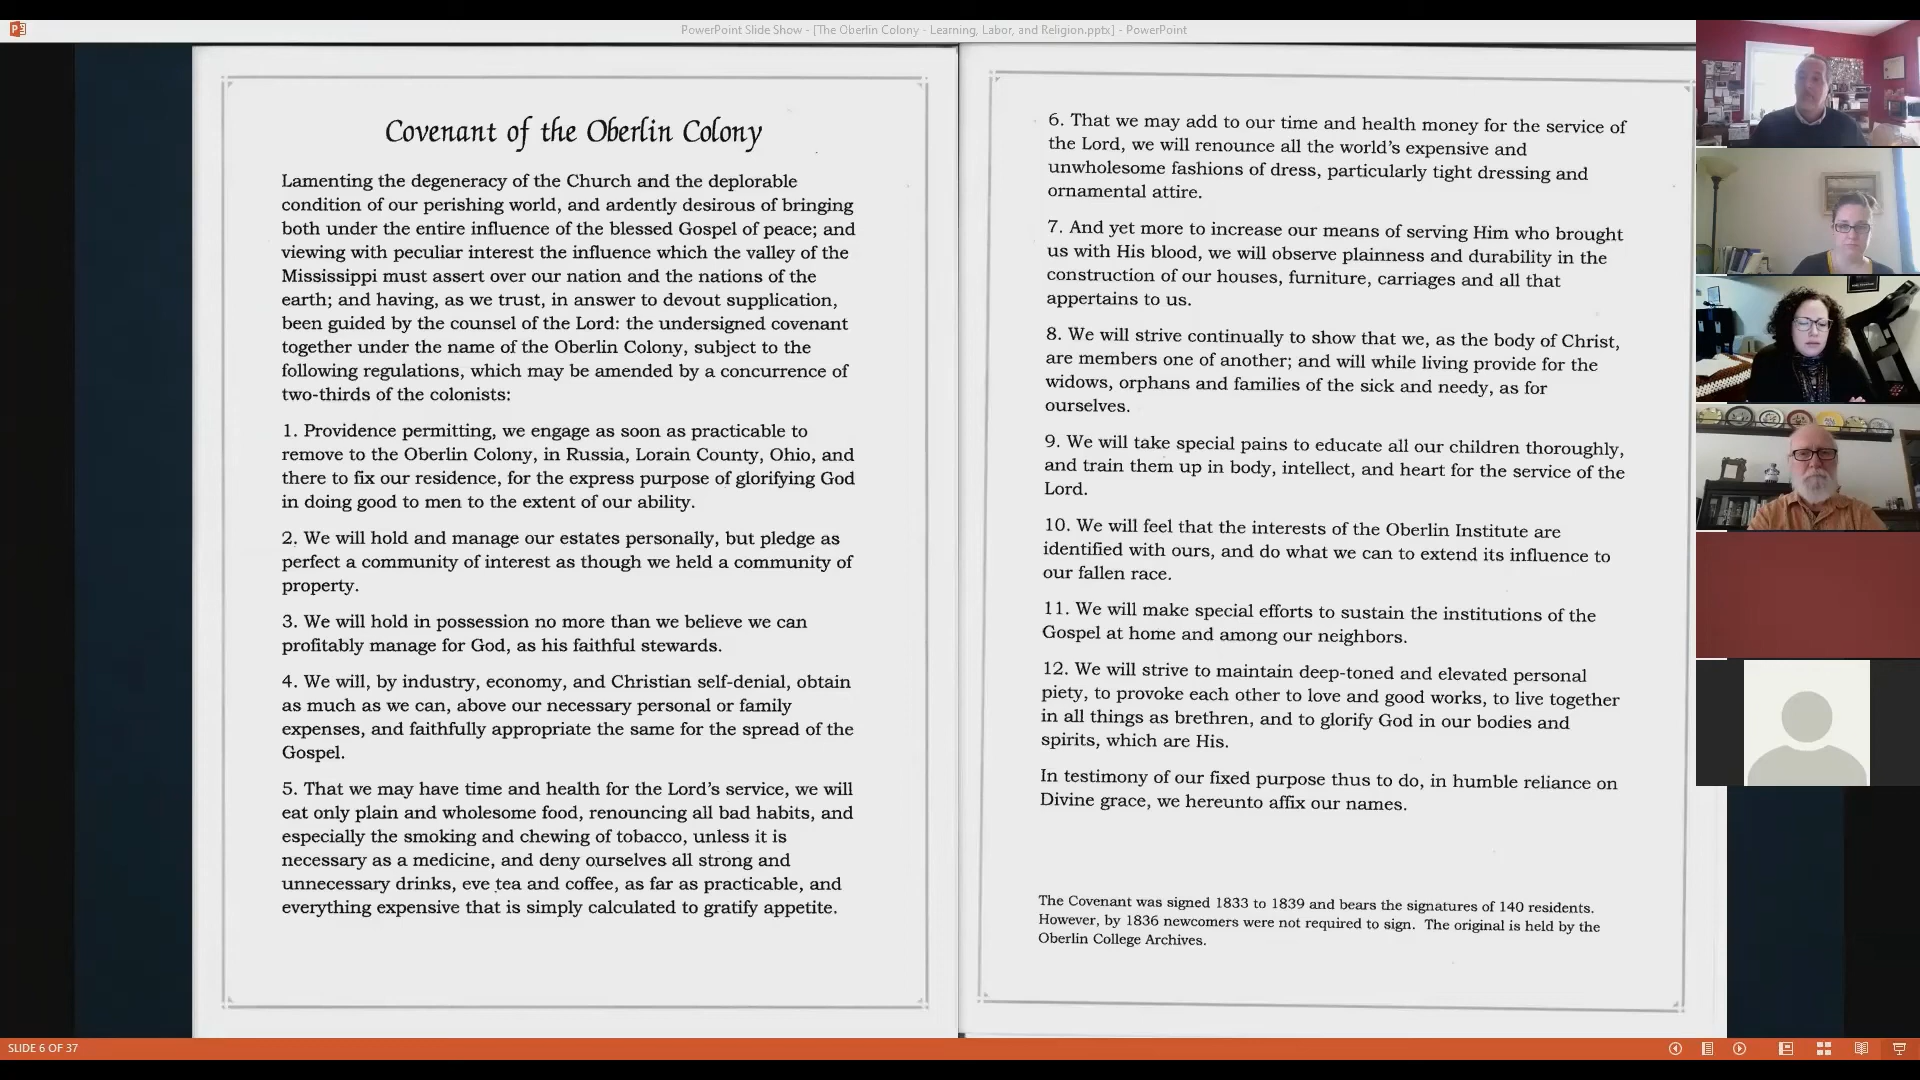 PowerPoint Slide Show - [The Oberlin Colony - Learning, Labor, and Religion.pptx] - PowerPoint
Covenant of the Oberlin Colony
Lamenting the degeneracy of the Church and the deplorable
condition of our perishing world, and ardently desirous of bringing
both under the entire influence of the blessed Gospel of peace; and
viewing with peculiar interest the influence which the valley of the
Mississippi must assert over our nation and the nations of the
earth; and having, as we trust, in answer to devout supplication,
been guided by the counsel of the Lord: the undersigned covenant
together under the name of the Oberlin Colony, subject to the
following regulations, which may be amended by a concurrence of
two-thirds of the colonists:
1. Providence permitting, we engage as soon as practicable to
remove to the Oberlin Colony, in Russia, Lorain County, Ohio, and
there to fix our residence, for the express purpose of glorifying God
in doing good to men to the extent of our ability.
2. We will hold and manage our estates personally, but pledge as
perfect a community of interest as though we held a community of
property.
3. We will hold in possession no more than we believe we can
profitably manage for God, as his faithful stewards.
4. We will, by industry, economy, and Christian self-denial, obtain
as much as we can, above our necessary personal or family
expenses, and faithfully appropriate the same for the spread of the
Gospel.
5. That we may have time and health for the Lord's service, we will
eat only plain and wholesome food, renouncing all bad habits, and
especially the smoking and chewing of tobacco, unless it is
necessary as a medicine, and deny ourselves all strong and
unnecessary drinks, eve tea and coffee, as far as practicable, and
everything expensive that is simply calculated to gratify appetite.
6. That we may add to our time and health money for the service of
the Lord, we will renounce all the world's expensive and
unwholesome fashions of dress, particularly tight dressing and
ornamental attire.
7. And yet more to increase our means of serving Him who brought
us with His blood, we will observe plainness and durability in the
construction of our houses, furniture, carriages and all that
appertains to us.
8. We will strive continually to show that we, as the body of Christ,
are members one of another; and will while living provide for the
widows, orphans and families of the sick and needy, as for
ourselves.
9. We will take special pains to educate all our children thoroughly,
and train them up in body, intellect, and heart for the service of the
Lord.
10. We will feel that the interests of the Oberlin Institute are
identified with ours, and do what we can to extend its influence to
our fallen race.
11. We will make special efforts to sustain the institutions of the
Gospel at home and among our neighbors.
12. We will strive to maintain deep-toned and elevated personal
piety, to provoke each other to love and good works, to live together
in all things as brethren, and to glorify God in our bodies and
spirits, which are His.
In testimony of our fixed purpose thus to do, in humble reliance on
Divine grace, we hereunto affix our names.
The Covenant was signed 1833 to 1839 and bears the signatures of 140 residents.
However, by 1836 newcomers were not required to sign. The original is held by the
Oberlin College Archives.
SLIDE 6 OF 37